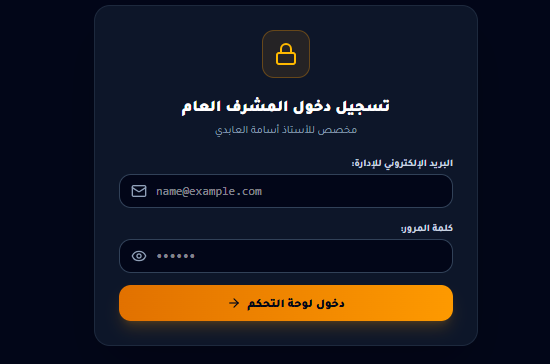 تسجيل دخول المشرف العام
مخصص للأستاذ أسامة العابدي
البريد الإلكتروني للإدارة:
name@example.com
كلمة المرور:
••••••
دخول لوحة التحكم →